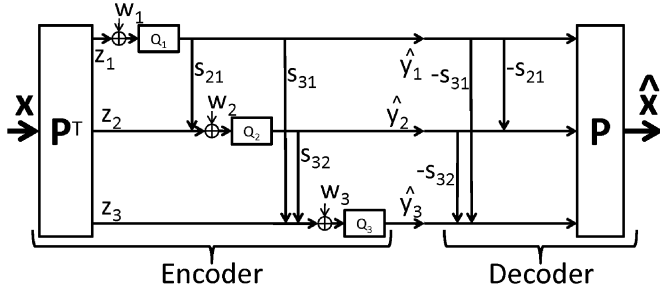 w₁
Q₁
z₁
s₂₁
s₃₁
ŷ₁
-s₃₁
-s₂₁
x
Pᵀ
z₂
w₂
Q₂
s₃₂
ŷ₂
-s₃₂
P
x̂
z₃
w₃
Q₃
ŷ₃
Encoder
Decoder